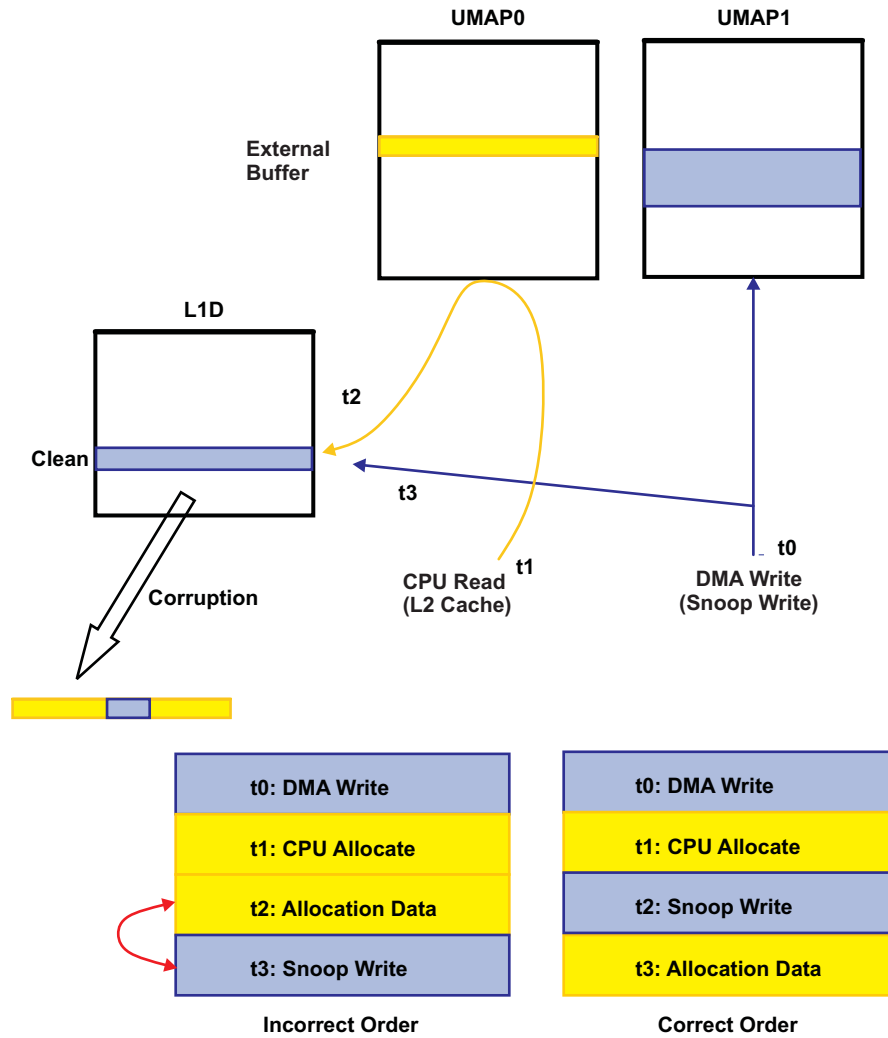 UMAP0
UMAP1
External
Buffer
L1D
t2
Clean
t3
t1
t0
CPU Read
(L2 Cache)
DMA Write
(Snoop Write)
Corruption
t0: DMA Write
t1: CPU Allocate
t2: Allocation Data
t3: Snoop Write
Incorrect Order
t0: DMA Write
t1: CPU Allocate
t2: Snoop Write
t3: Allocation Data
Correct Order